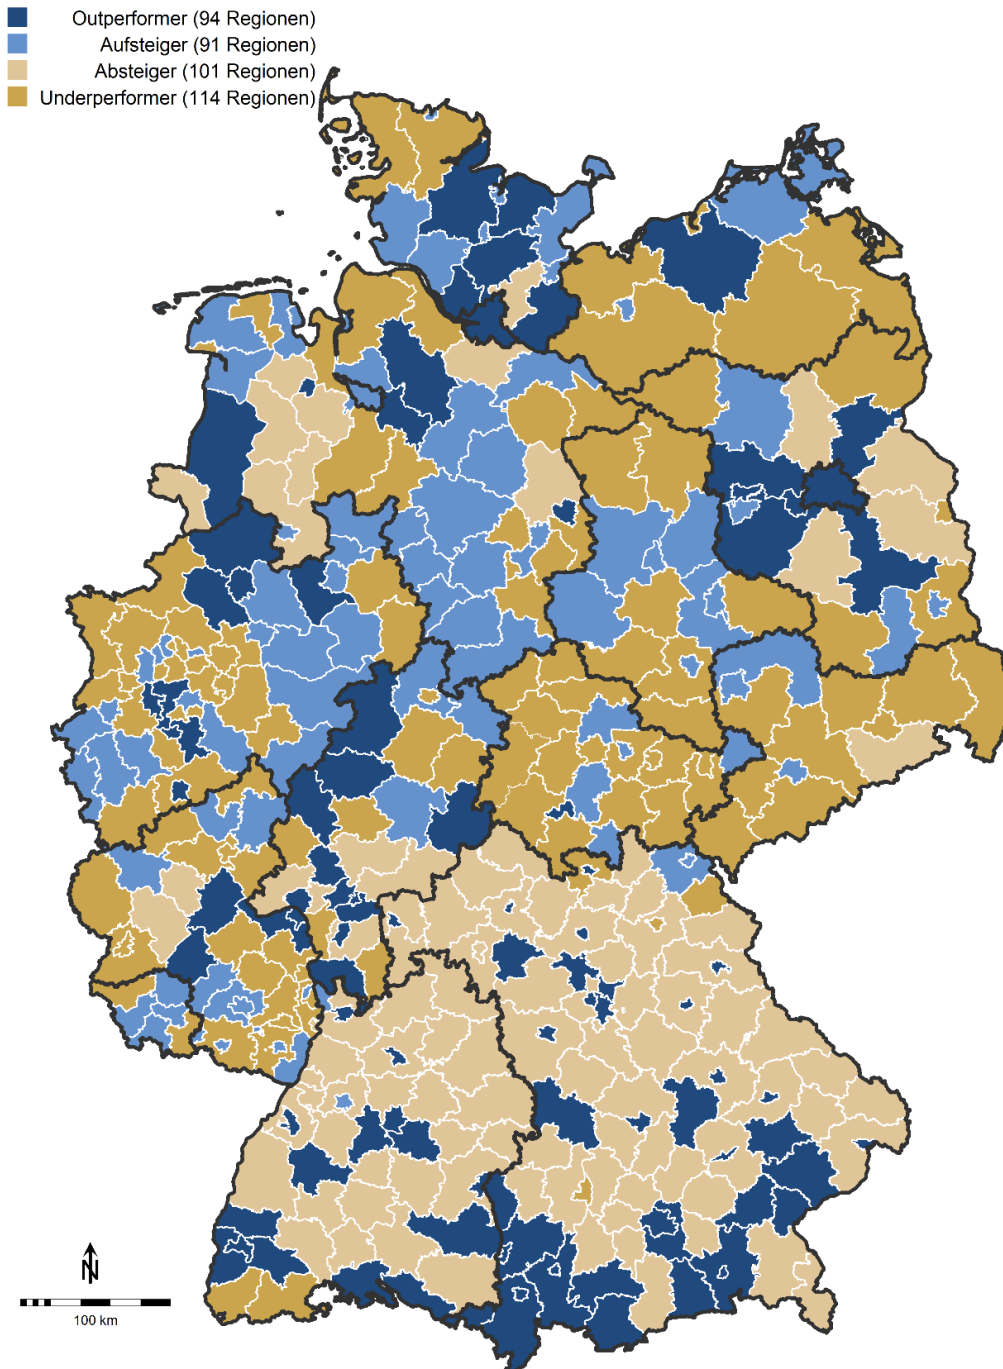 Outperformer (94 Regionen)
Aufsteiger (91 Regionen)
Absteiger (101 Regionen)
Underperformer (114 Regionen)
N
100 km